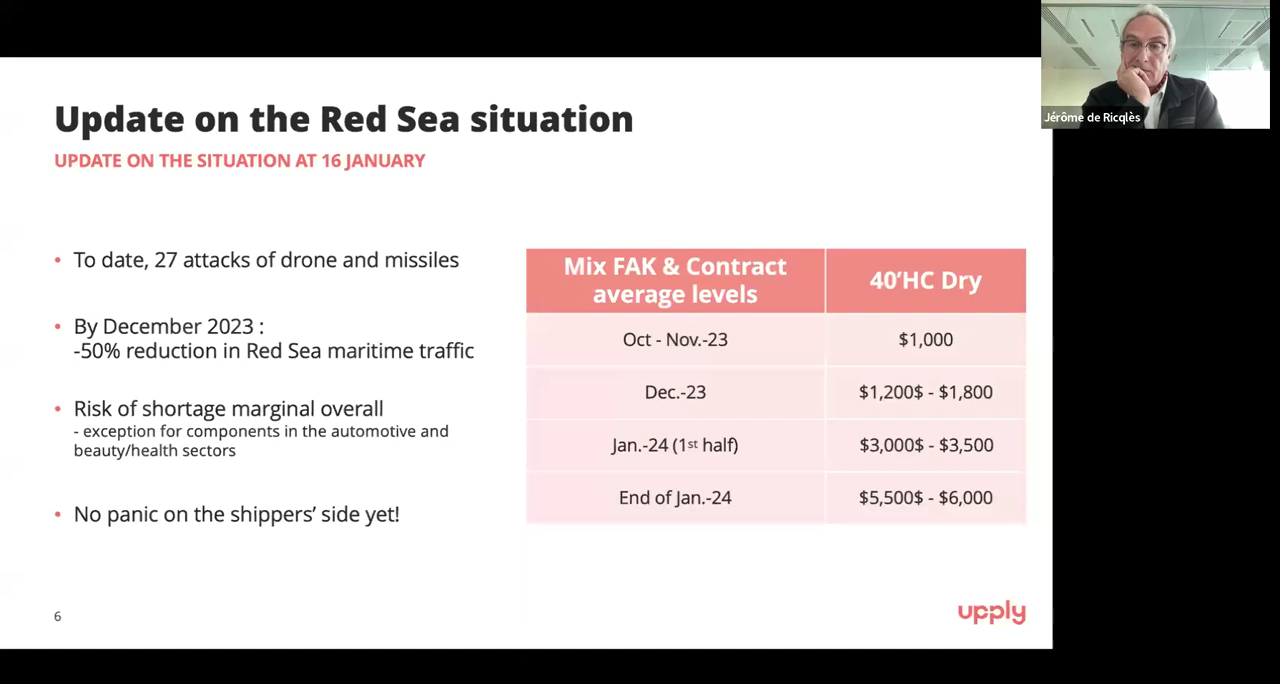 Jérôme de Ricqlès
Update on the Red Sea situation
UPDATE ON THE SITUATION AT 16 JANUARY
• To date, 27 attacks of drone and missiles
• By December 2023 :
-50% reduction in Red Sea maritime traffic
• Risk of shortage marginal overall
- exception for components in the automotive and
beauty/health sectors
• No panic on the shippers’ side yet!
Mix FAK & Contract
average levels
40’HC Dry
Oct - Nov.-23
$1,000
Dec.-23
$1,200$ - $1,800
Jan.-24 (1st half)
$3,000$ - $3,500
End of Jan.-24
$5,500$ - $6,000
6
upply